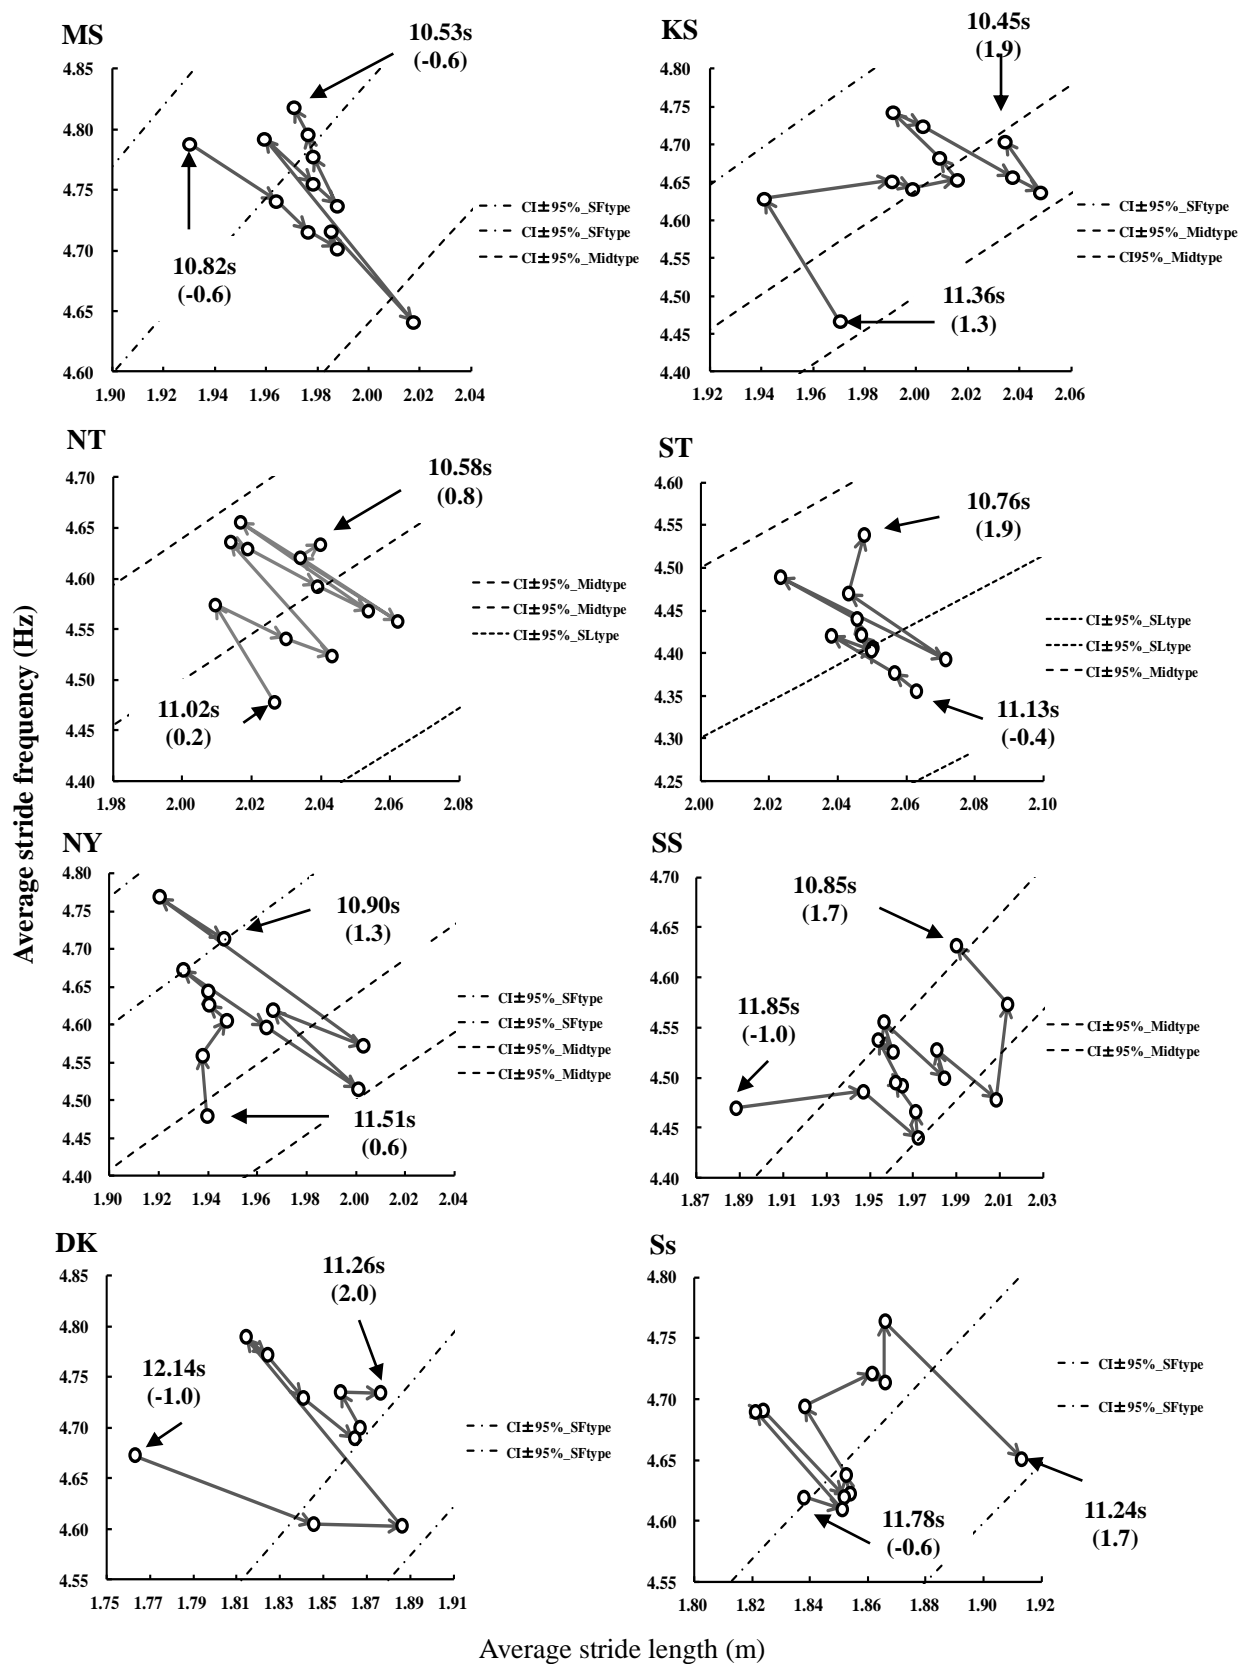 MS
10.53s
(-0.6)
4.85
4.80
4.75
4.70
4.65
4.60
10.82s
(-0.6)
CI±95%_SFtype
CI±95%_SFtype
CI±95%_Midtype
1.90 1.92 1.94 1.96 1.98 2.00 2.02 2.04
KS
10.45s
(1.9)
4.80
4.75
4.70
4.65
4.60
4.55
4.50
4.45
4.40
11.36s
(1.3)
CI±95%_SFtype
CI±95%_Midtype
CI95%_Midtype
1.92 1.94 1.96 1.98 2.00 2.02 2.04 2.06
NT
10.58s
(0.8)
4.70
4.65
4.60
4.55
4.50
4.45
4.40
11.02s
(0.2)
CI±95%_Midtype
CI±95%_Midtype
CI±95%_SLtype
1.98 2.00 2.02 2.04 2.06 2.08
ST
10.76s
(1.9)
4.60
4.55
4.50
4.45
4.40
4.35
4.30
4.25
11.13s
(-0.4)
CI±95%_SLtype
CI±95%_SLtype
CI±95%_Midtype
2.00 2.02 2.04 2.06 2.08 2.10
Average stride frequency (Hz)
NY
10.90s
(1.3)
4.80
4.75
4.70
4.65
4.60
4.55
4.50
4.45
4.40
11.51s
(0.6)
CI±95%_SFtype
CI±95%_SFtype
CI±95%_Midtype
CI±95%_Midtype
1.90 1.92 1.94 1.96 1.98 2.00 2.02 2.04
SS
10.85s
(1.7)
4.70
4.65
4.60
4.55
4.50
4.45
4.40
11.85s
(-1.0)
CI±95%_Midtype
CI±95%_Midtype
1.87 1.89 1.91 1.93 1.95 1.97 1.99 2.01 2.03
DK
11.26s
(2.0)
4.85
4.80
4.75
4.70
4.65
4.60
4.55
12.14s
(-1.0)
CI±95%_SFtype
CI±95%_SFtype
1.75 1.77 1.79 1.81 1.83 1.85 1.87 1.89 1.91
Ss
4.80
4.75
4.70
4.65
4.60
4.55
11.78s
(-0.6)
11.24s
(1.7)
CI±95%_SFtype
CI±95%_SFtype
1.80 1.82 1.84 1.86 1.88 1.90 1.92
Average stride length (m)